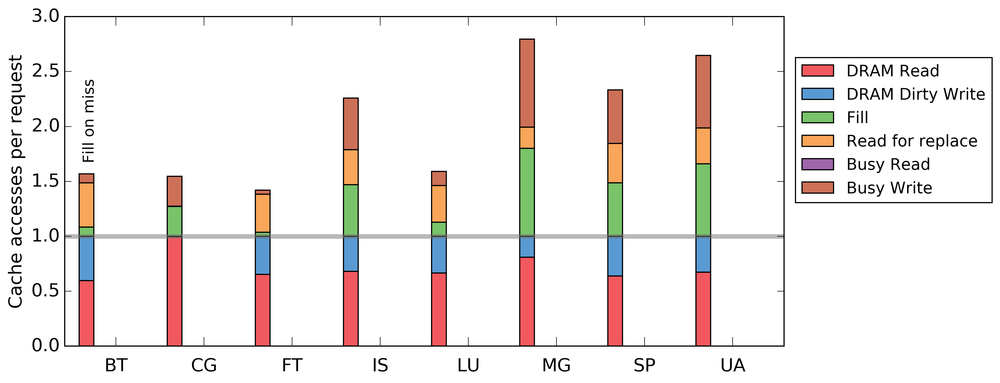 Cache accesses per request
3.0
2.5
2.0
1.5
1.0
0.5
0.0
Fill on miss
BT
CG
FT
IS
LU
MG
SP
UA
DRAM Read
DRAM Dirty Write
Fill
Read for replace
Busy Read
Busy Write